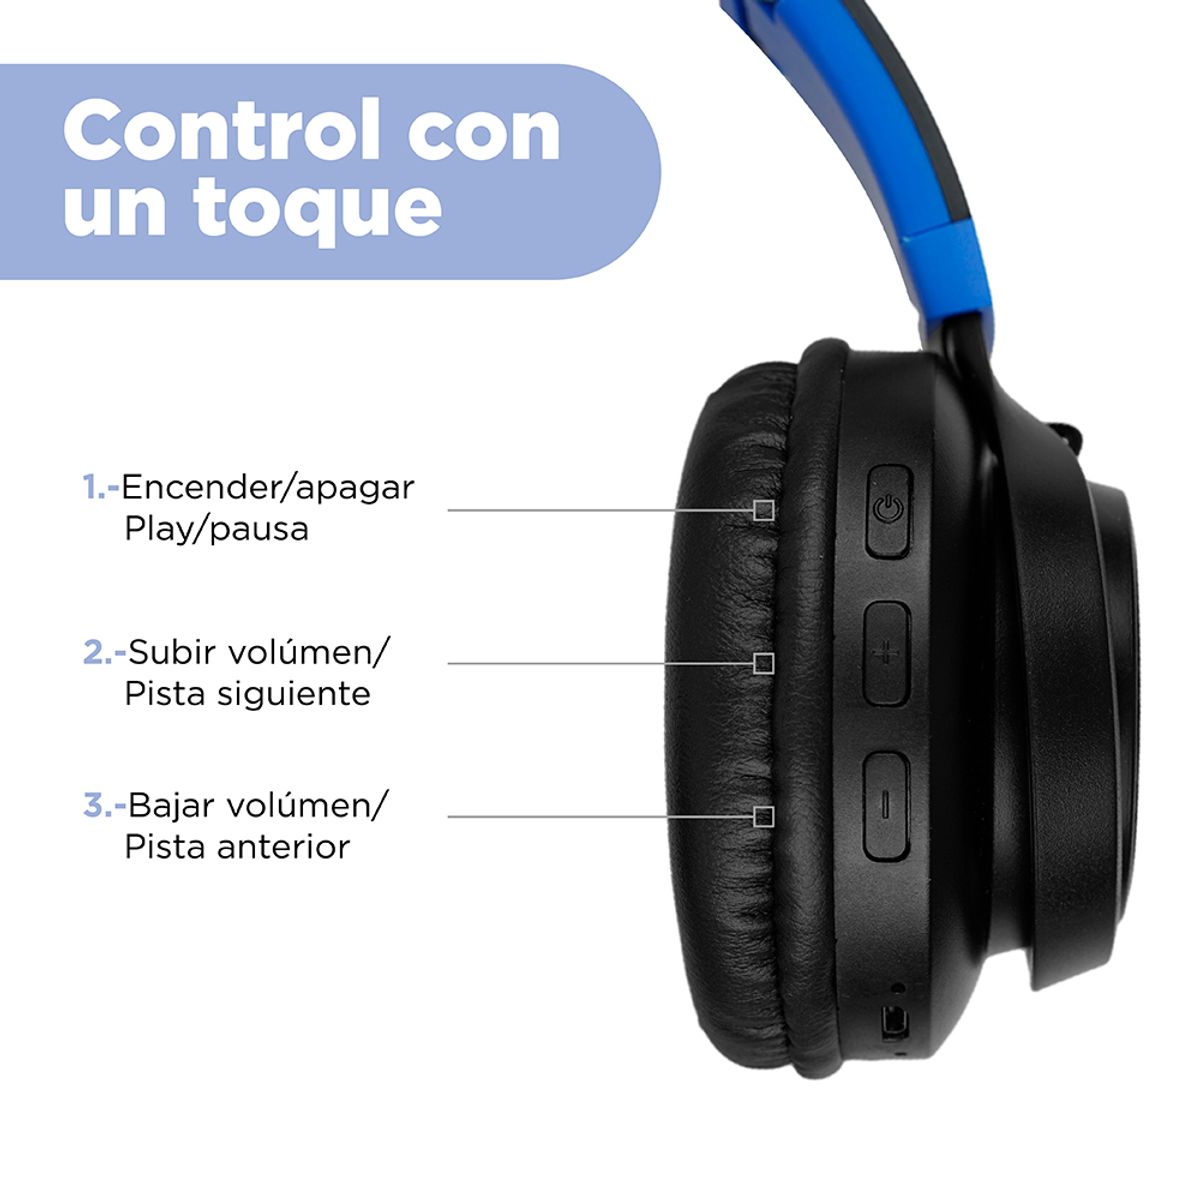 Control con
un toque
1.-Encender/apagar
Play/pausa
2.-Subir volúmen/
Pista siguiente
3.-Bajar volúmen/
Pista anterior
+
-